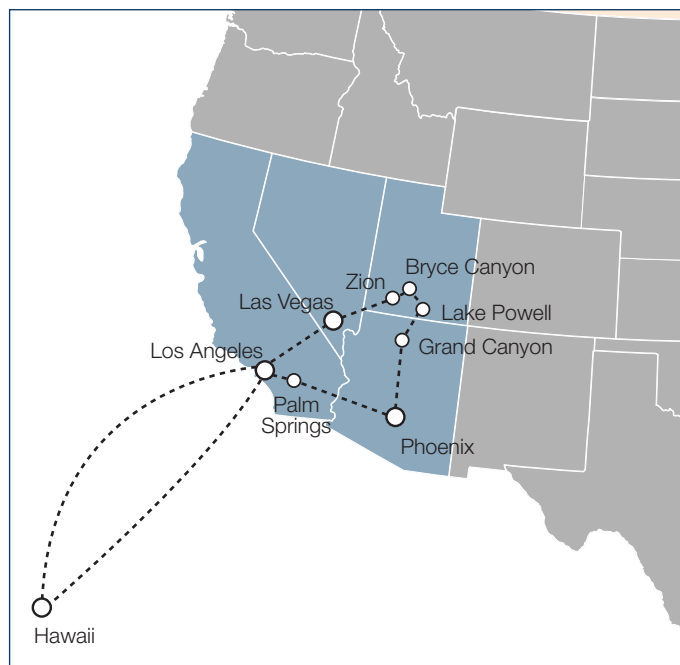 Bryce Canyon
Zion
Las Vegas
Lake Powell
Grand Canyon
Los Angeles
Palm
Springs
Phoenix
Hawaii